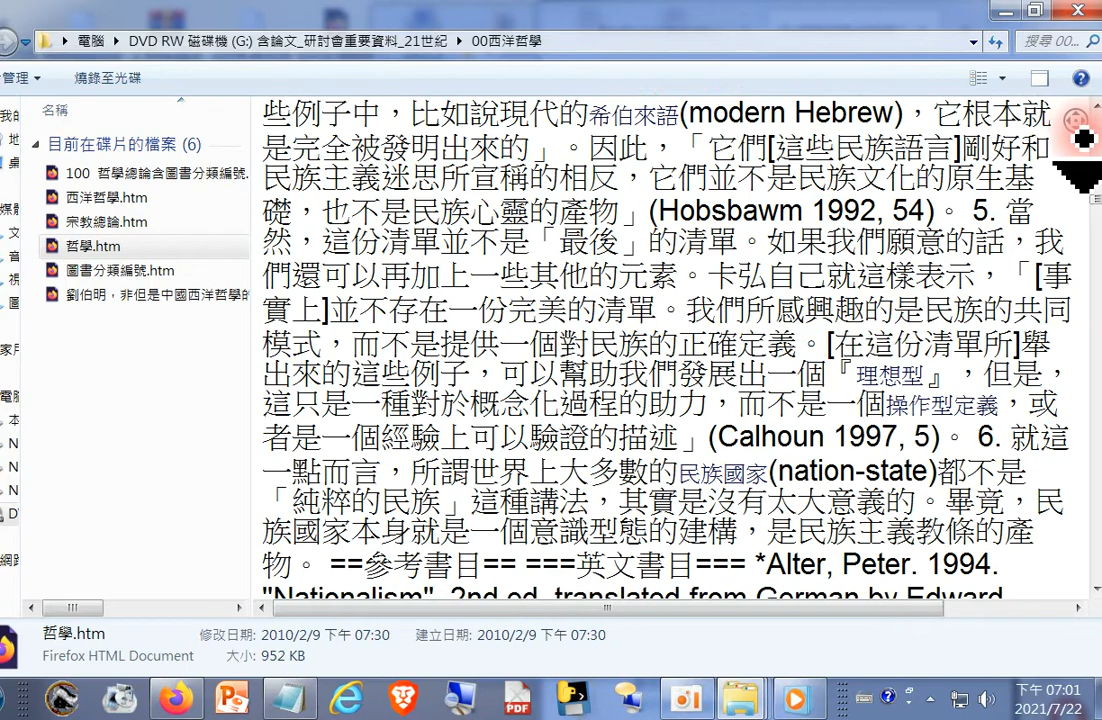 電腦 ▸ DVD RW 磁碟機 (G:) 含論文_研討會重要資料_21世紀 ▸ 00西洋哲學
搜尋 00...
管理 燒錄至光碟
名稱
目前在碟片的檔案 (6)
100 哲學總論含圖書分類編號.
西洋哲學.htm
宗教總論.htm
哲學.htm
圖書分類編號.htm
劉伯明，非但是中國西洋哲學的
些例子中，比如說現代的希伯來語(modern Hebrew)，它根本就
是完全被發明出來的」。因此，「它們[這些民族語言]剛好和
民族主義迷思所宣稱的相反，它們並不是民族文化的原生基
礎，也不是民族心靈的產物」(Hobsbawm 1992, 54)。 5. 當
然，這份清單並不是「最後」的清單。如果我們願意的話，我
們還可以再加上一些其他的元素。卡弘自己就這樣表示，「[事
實上]並不存在一份完美的清單。我們所感興趣的是民族的共同
模式，而不是提供一個對民族的正確定義。[在這份清單所]舉
出來的這些例子，可以幫助我們發展出一個『理想型』，但是，
這只是一種對於概念化過程的助力，而不是一個操作型定義，或
者是一個經驗上可以驗證的描述」(Calhoun 1997, 5)。 6. 就這
一點而言，所謂世界上大多數的民族國家(nation-state)都不是
「純粹的民族」這種講法，其實是沒有太大意義的。畢竟，民
族國家本身就是一個意識型態的建構，是民族主義教條的產
物。 ==參考書目== ===英文書目=== *Alter, Peter. 1994.
"Nationalism". 2nd ed. translated from German by Edward
哲學.htm 修改日期: 2010/2/9 下午 07:30 建立日期: 2010/2/9 下午 07:30
Firefox HTML Document 大小: 952 KB
下午 07:01
2021/7/22